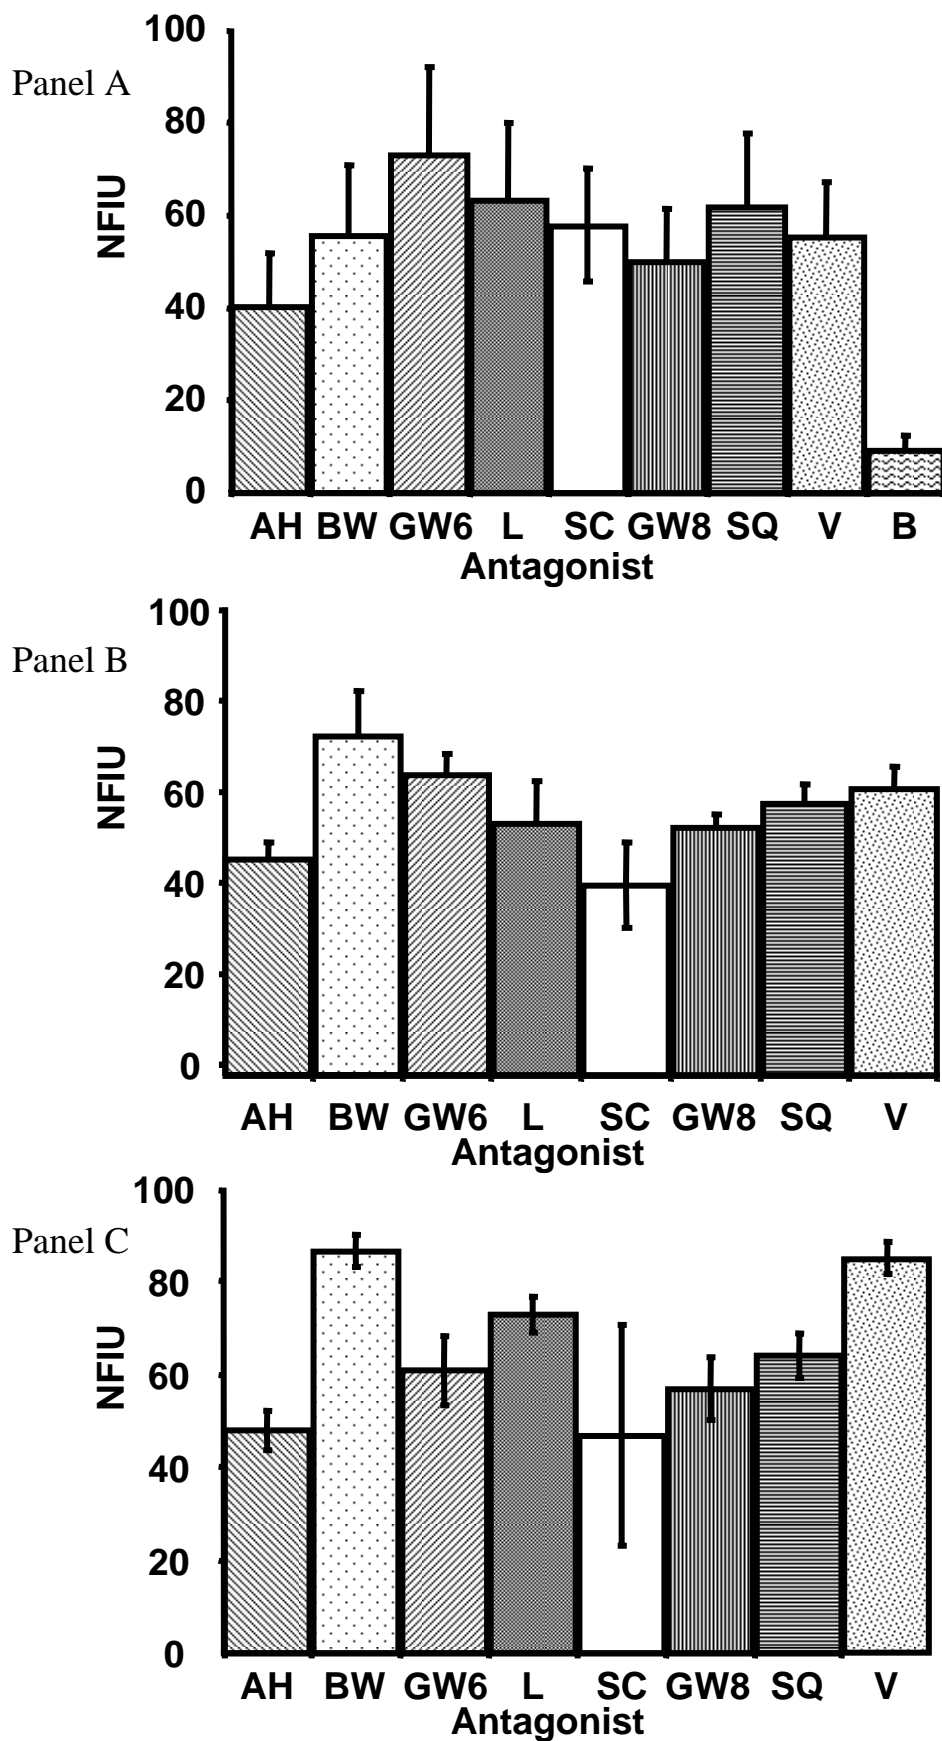 Panel A
NFIU
100
80
60
40
20
0
AH BW GW6 L SC GW8 SQ V B
Antagonist
Panel B
NFIU
100
80
60
40
20
0
AH BW GW6 L SC GW8 SQ V
Antagonist
Panel C
NFIU
100
80
60
40
20
0
AH BW GW6 L SC GW8 SQ V
Antagonist